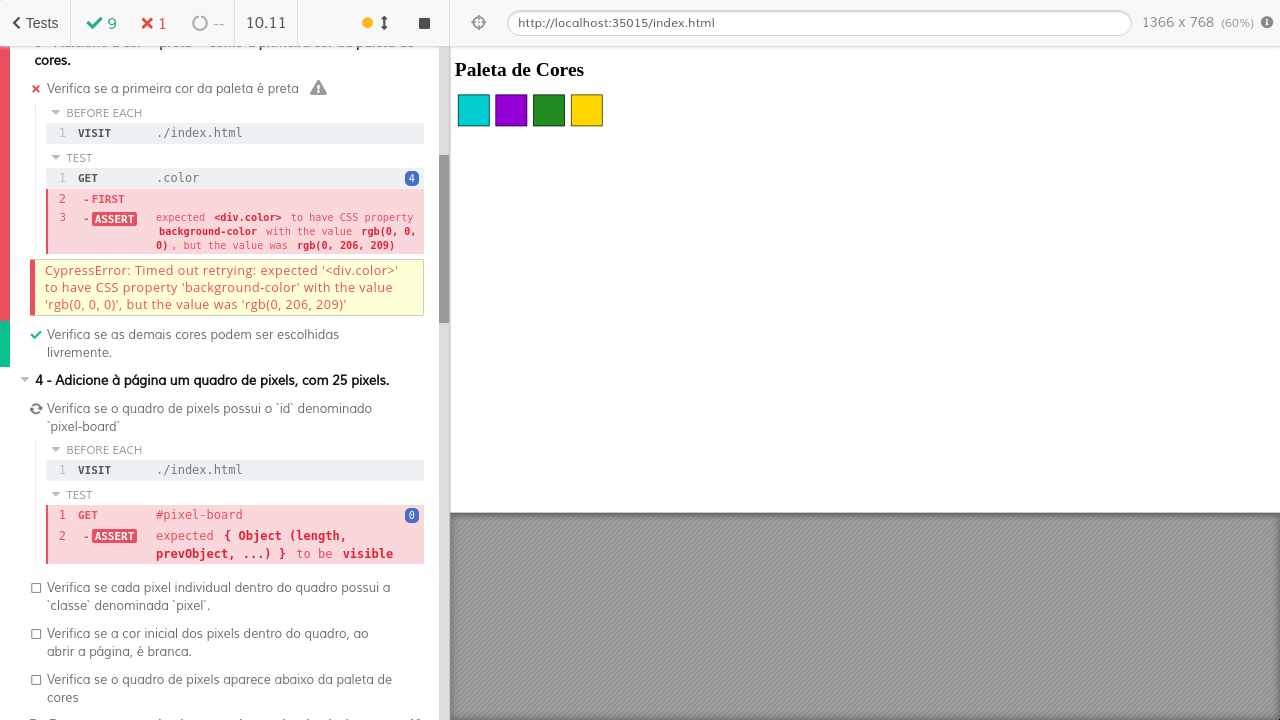 Tests 9 1 -- 10.11
http://localhost:35015/index.html 1366 x 768 (60%)
cores.
Verifica se a primeira cor da paleta é preta
BEFORE EACH
1 VISIT ./index.html
TEST
1 GET .color 4
2 - FIRST
3 - ASSERT expected <div.color> to have CSS property
background-color with the value rgb(0, 0,
0) , but the value was rgb(0, 206, 209)
CypressError: Timed out retrying: expected '<div.color>'
to have CSS property 'background-color' with the value
'rgb(0, 0, 0)', but the value was 'rgb(0, 206, 209)'
Verifica se as demais cores podem ser escolhidas
livremente.
4 - Adicione à página um quadro de pixels, com 25 pixels.
Verifica se o quadro de pixels possui o `id` denominado
`pixel-board`
BEFORE EACH
1 VISIT ./index.html
TEST
1 GET #pixel-board 0
2 - ASSERT expected { Object (length,
prevObject, ...) } to be visible
Verifica se cada pixel individual dentro do quadro possui a
`classe` denominada `pixel`.
Verifica se a cor inicial dos pixels dentro do quadro, ao
abrir a página, é branca.
Verifica se o quadro de pixels aparece abaixo da paleta de
cores
Paleta de Cores